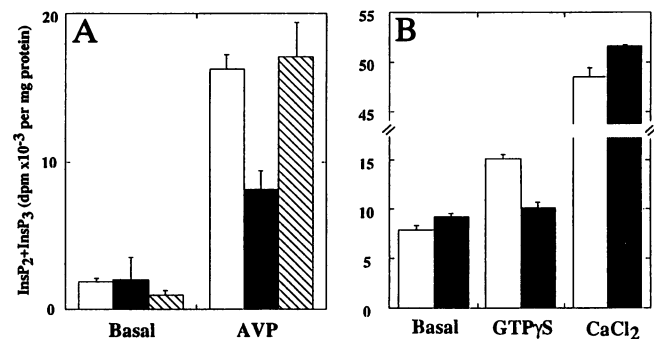 A
InsP2+InsP3 (dpm x10-3 per mg protein)
20
10
0
Basal
AVP
B
55
50
45
15
10
5
0
Basal
GTPγS
CaCl2